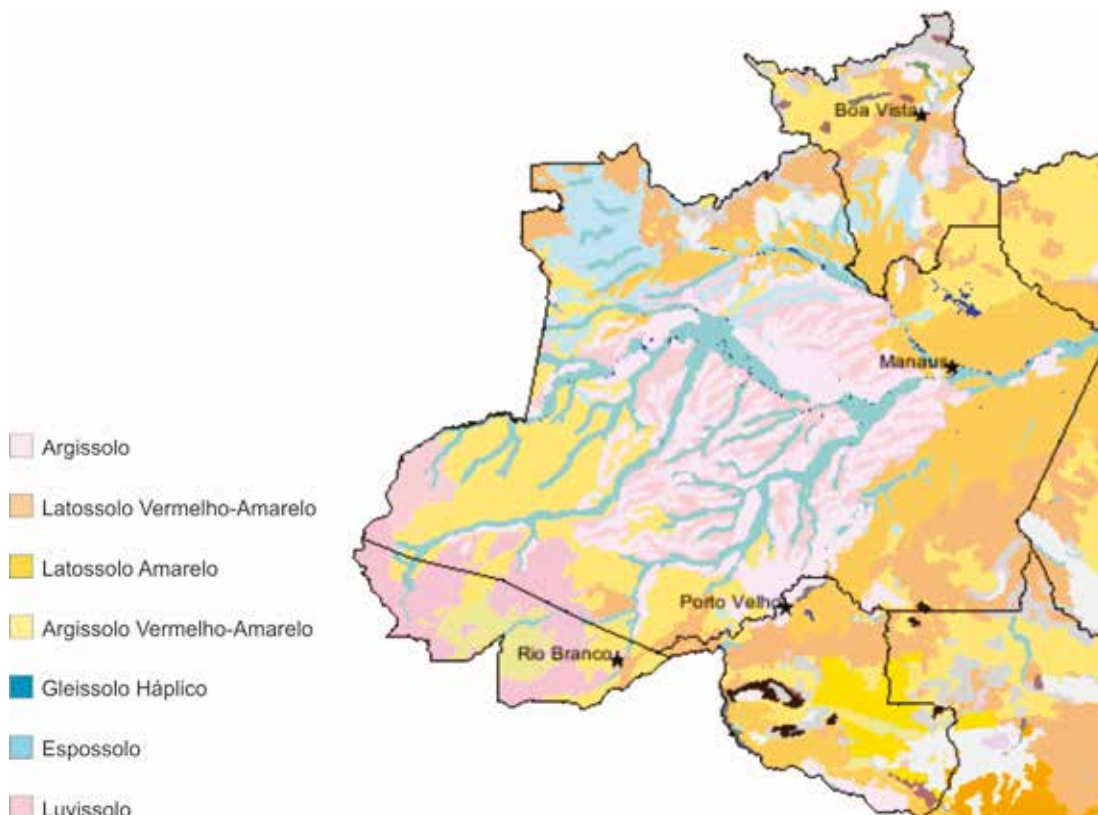 Boa Vista
Manaus
Porto Velho
Rio Branco
Argissolo
Latossolo Vermelho-Amarelo
Latossolo Amarelo
Argissolo Vermelho-Amarelo
Gleissolo Háplico
Espossolo
Luvissolo